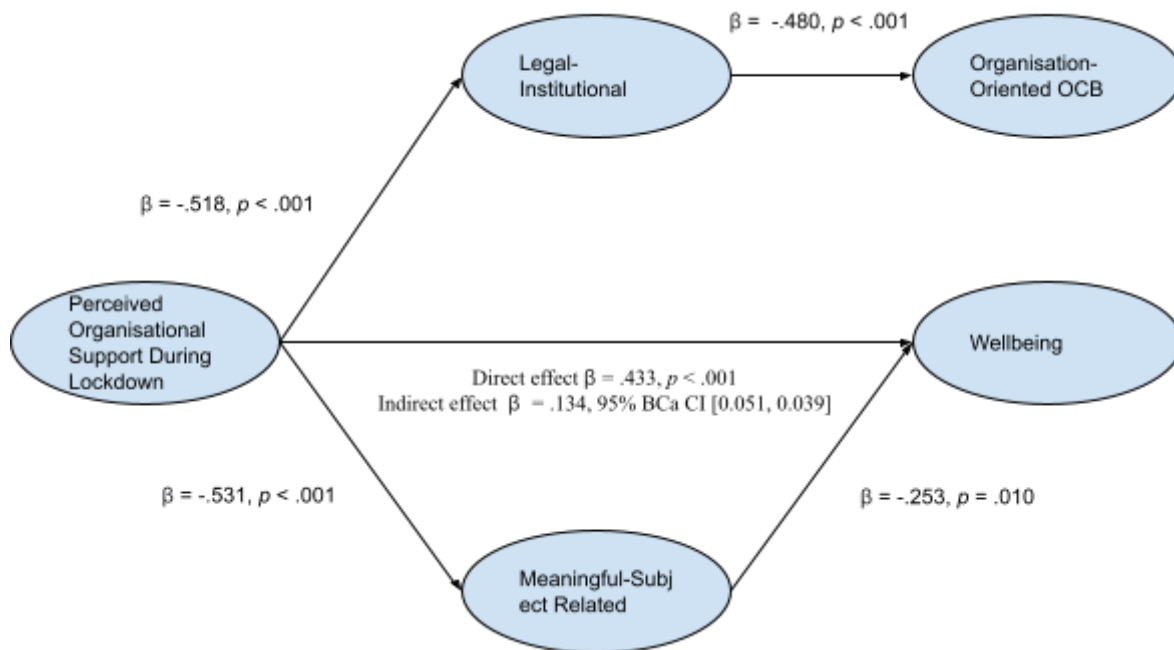 β = -.480, p < .001
Legal-
Institutional
Organisation-
Oriented OCB
β = -.518, p < .001
Perceived
Organisational
Support During
Lockdown
Wellbeing
Direct effect β = .433, p < .001
Indirect effect β = .134, 95% BCa CI [0.051, 0.039]
β = -.531, p < .001
β = -.253, p = .010
Meaningful-Subj
ect Related